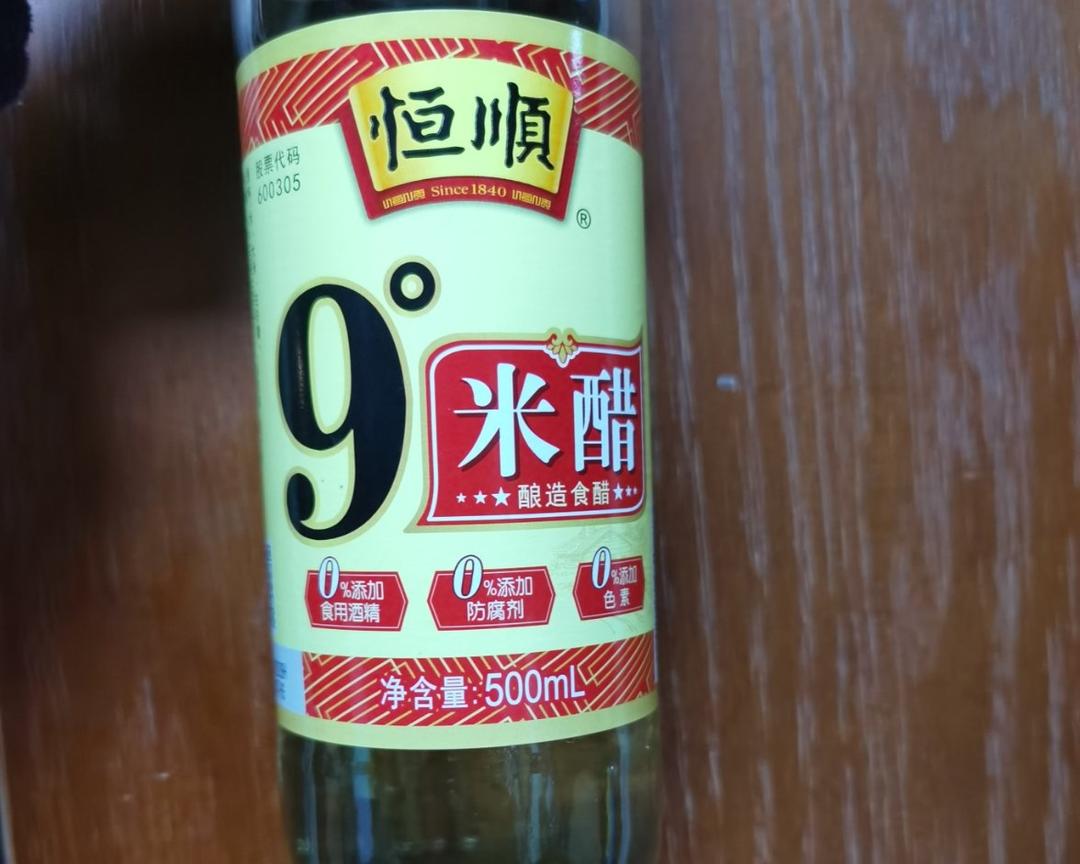 恒順
Since1840
®
股票代码
600305
9°
米醋
★★★酿造食醋★★★
0%添加
食用酒精
0%添加
防腐剂
0%添加
色素
净含量:500mL